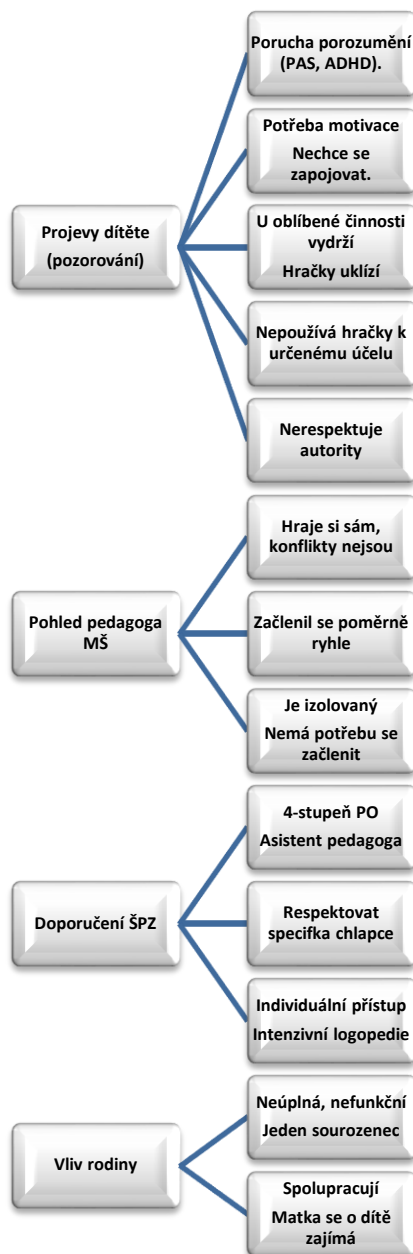 Projevy dítěte
(pozorování)
Porucha porozumění
(PAS, ADHD).
Potřeba motivace
Nechce se
zapojovat.
U oblíbené činnosti
vydrží
Hračky uklízí
Nepoužívá hračky k
určenému účelu
Nerespektuje
autority
Pohled pedagoga
MŠ
Hraje si sám,
konflikty nejsou
Začlenil se poměrně
ryhle
Je izolovaný
Nemá potřebu se
začlenit
Doporučení ŠPZ
4-stupeň PO
Asistent pedagoga
Respektovat
specifka chlapce
Individuální přístup
Intenzivní logopedie
Vliv rodiny
Neúplná, nefunkční
Jeden sourozenec
Spolupracují
Matka se o dítě
zajímá